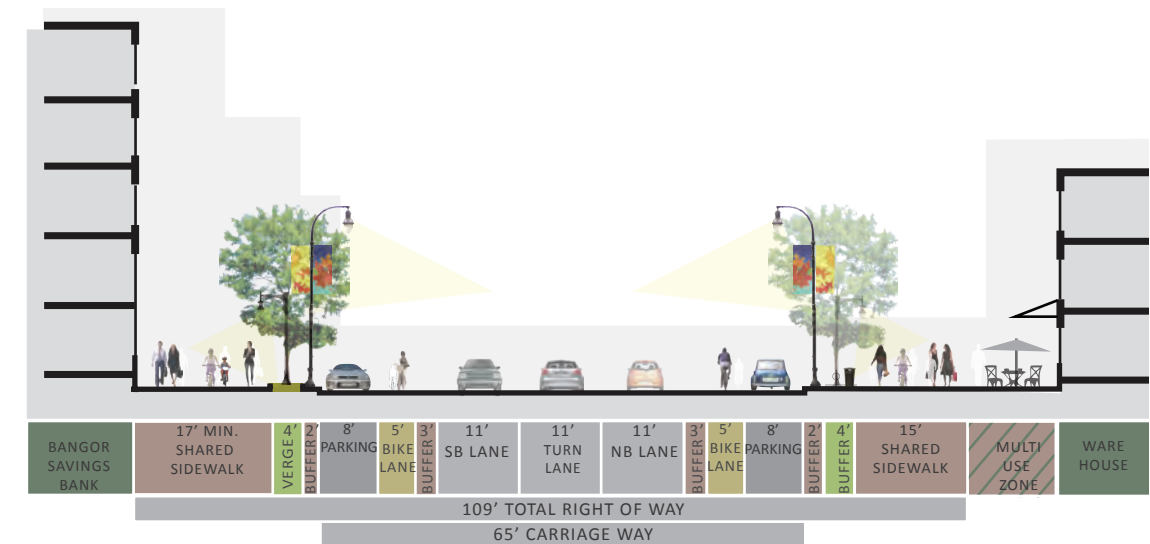 BANGOR
SAVINGS
BANK
17’ MIN.
SHARED
SIDEWALK
4’
VERGE
2’
BUFFER
8’
PARKING
5’
BIKE
LANE
3’
BUFFER
11’
SB LANE
11’
TURN
LANE
11’
NB LANE
3’
BUFFER
5’
BIKE
LANE
8’
PARKING
2’
BUFFER
4’
BUFFER
15’
SHARED
SIDEWALK
MULTI
USE
ZONE
WARE
HOUSE
109’ TOTAL RIGHT OF WAY
65’ CARRIAGE WAY